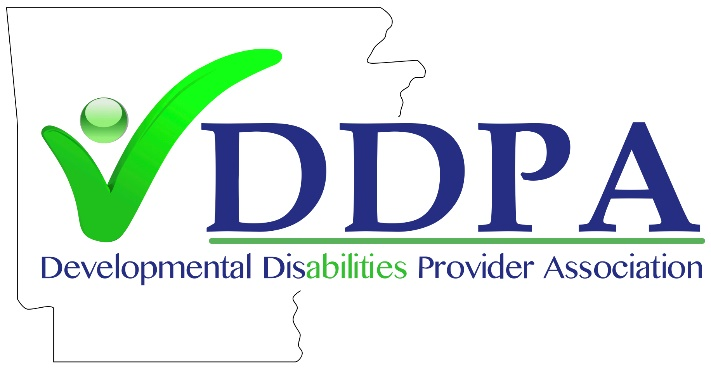 DDPA
Developmental Disabilities Provider Association